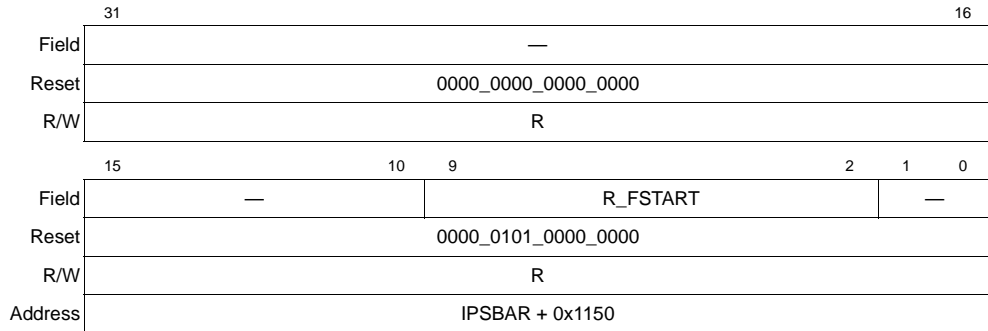 31 16
Field —
Reset 0000_0000_0000_0000
R/W R
15 10 9 2 1 0
Field — R_FSTART —
Reset 0000_0101_0000_0000
R/W R
Address IPSBAR + 0x1150